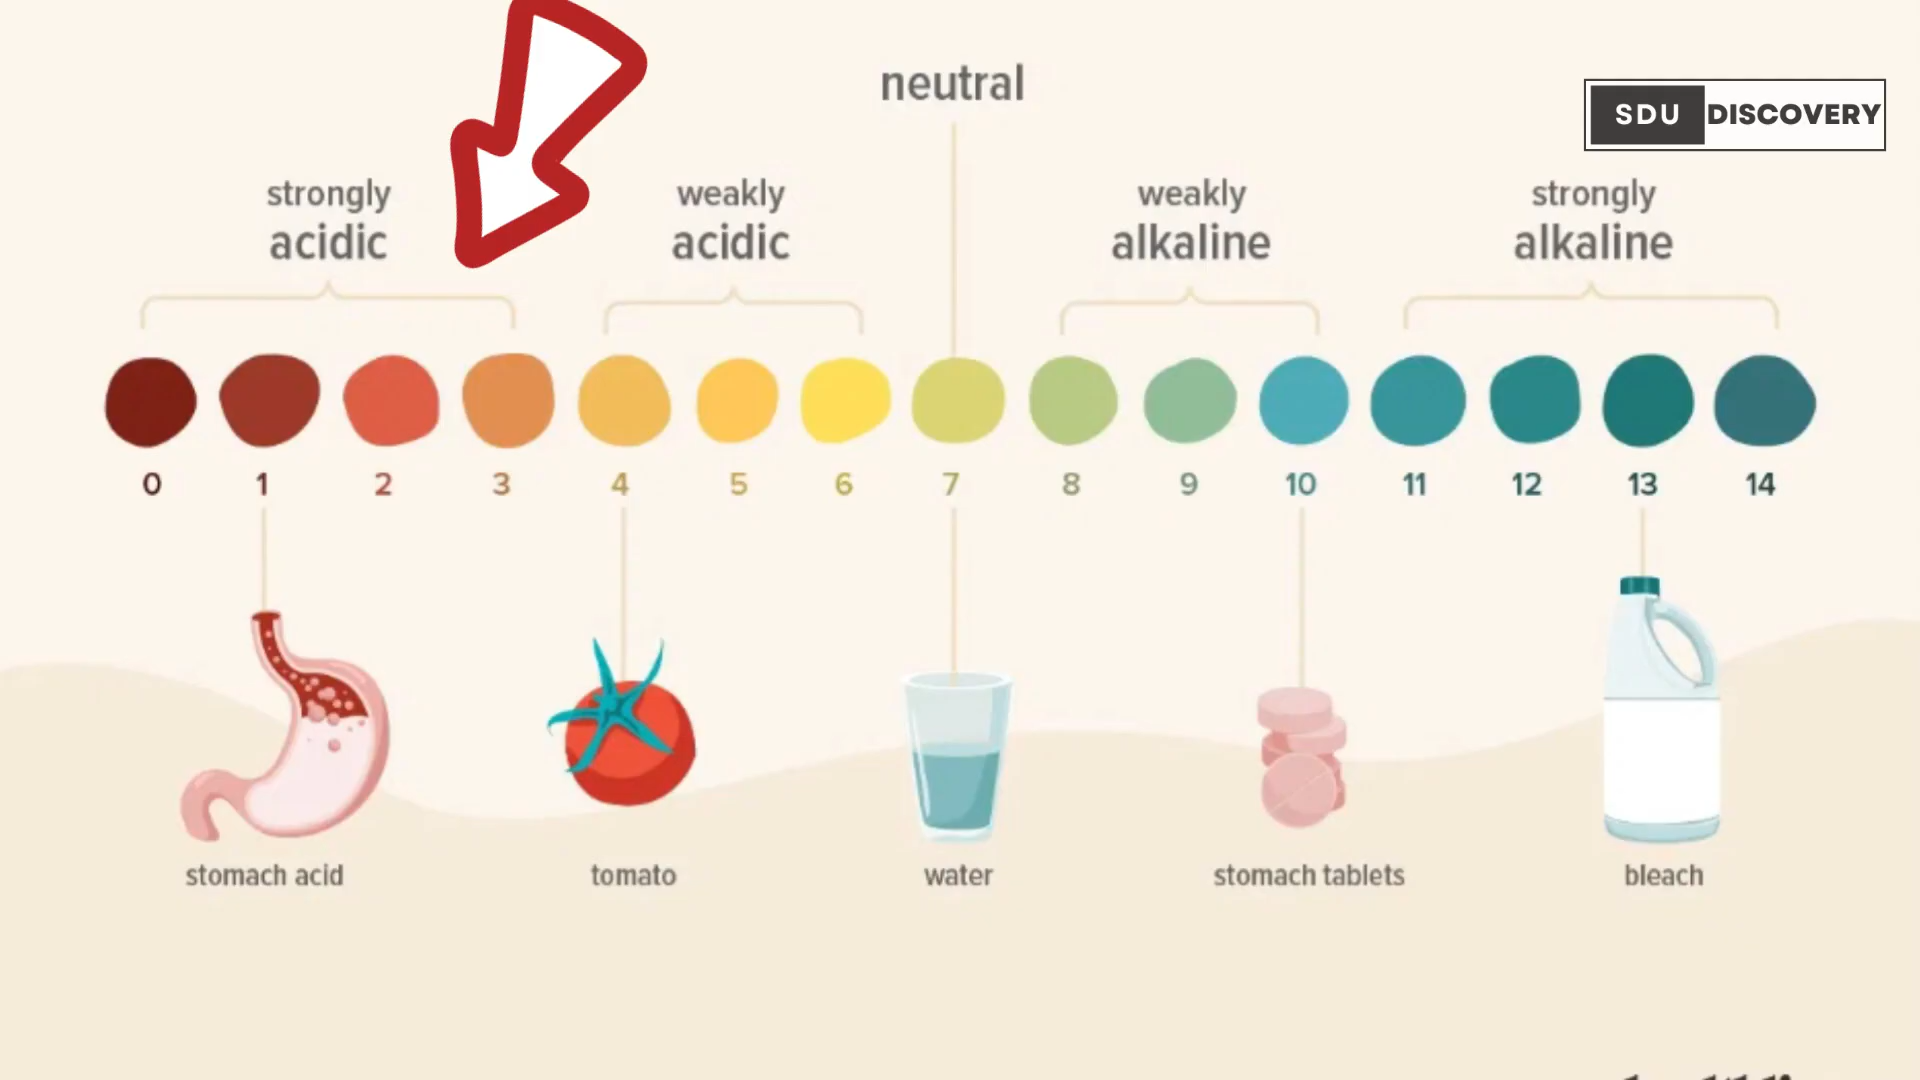 neutral
SDU DISCOVERY
strongly
acidic
weakly
acidic
weakly
alkaline
strongly
alkaline
0 1 2 3 4 5 6 7 8 9 10 11 12 13 14
stomach acid
tomato
water
stomach tablets
bleach